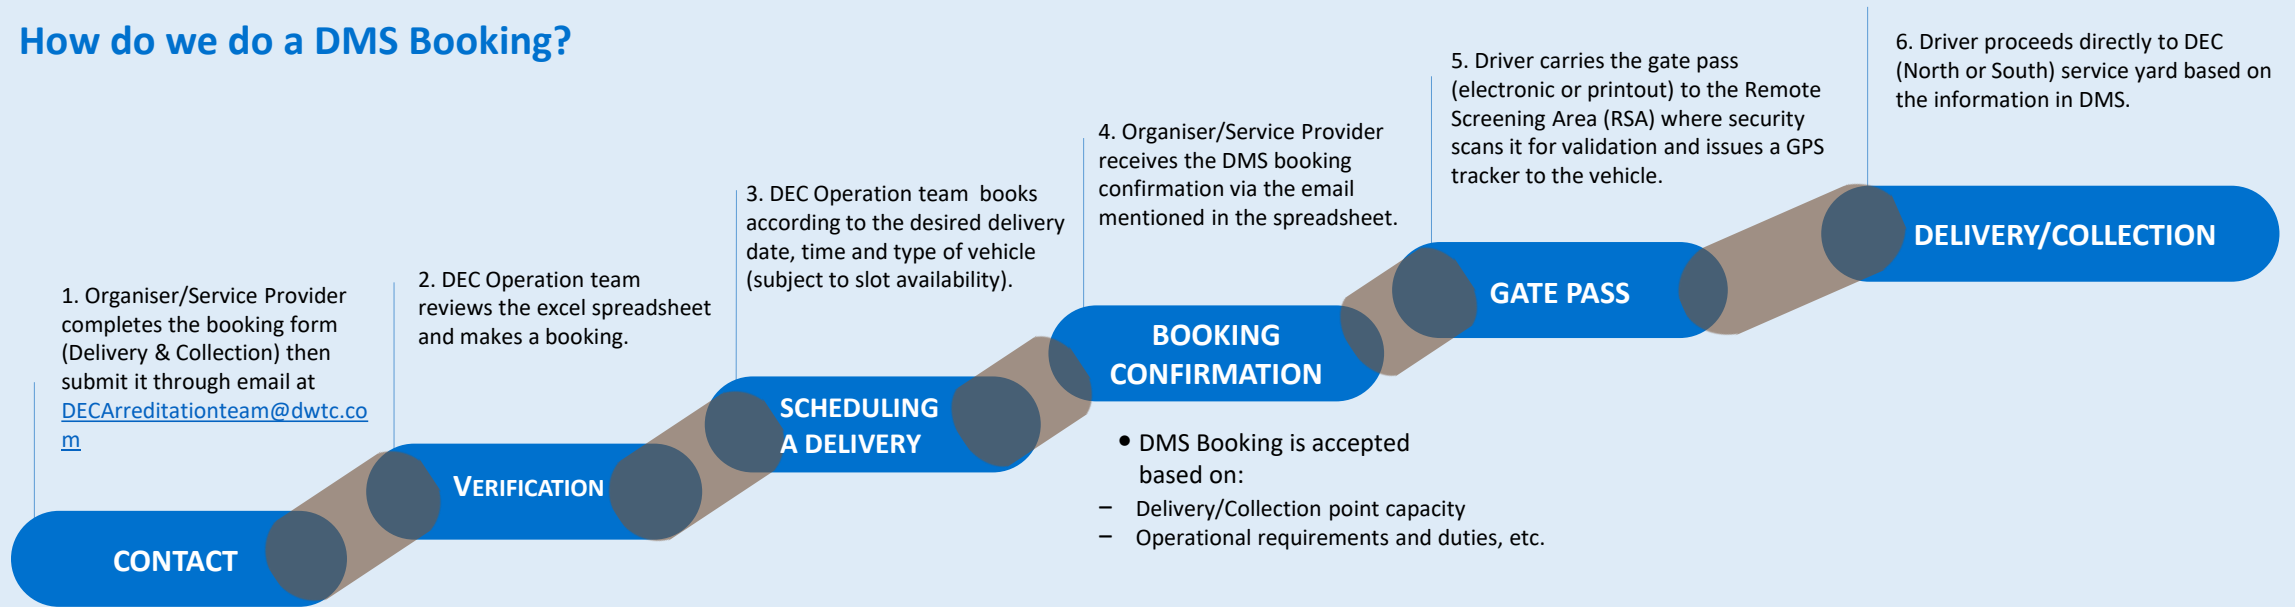 How do we do a DMS Booking?
1. Organiser/Service Provider
completes the booking form
(Delivery & Collection) then
submit it through email at
DECArreditationteam@dwtc.co
m
CONTACT
2. DEC Operation team
reviews the excel spreadsheet
and makes a booking.
VERIFICATION
3. DEC Operation team books
according to the desired delivery
date, time and type of vehicle
(subject to slot availability).
SCHEDULING
A DELIVERY
4. Organiser/Service Provider
receives the DMS booking
confirmation via the email
mentioned in the spreadsheet.
BOOKING
CONFIRMATION
• DMS Booking is accepted
based on:
– Delivery/Collection point capacity
– Operational requirements and duties, etc.
5. Driver carries the gate pass
(electronic or printout) to the Remote
Screening Area (RSA) where security
scans it for validation and issues a GPS
tracker to the vehicle.
GATE PASS
6. Driver proceeds directly to DEC
(North or South) service yard based on
the information in DMS.
DELIVERY/COLLECTION